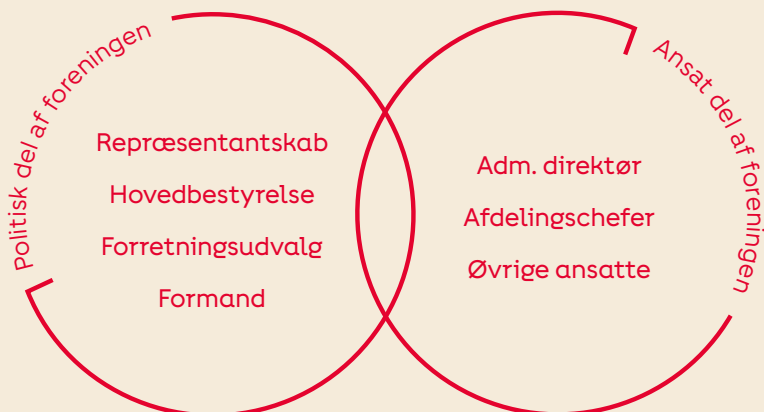 Politisk del af foreningen
Repræsentantskab
Hovedbestyrelse
Forretningsudvalg
Formand
Ansat del af foreningen
Adm. direktør
Afdelingschefer
Øvrige ansatte